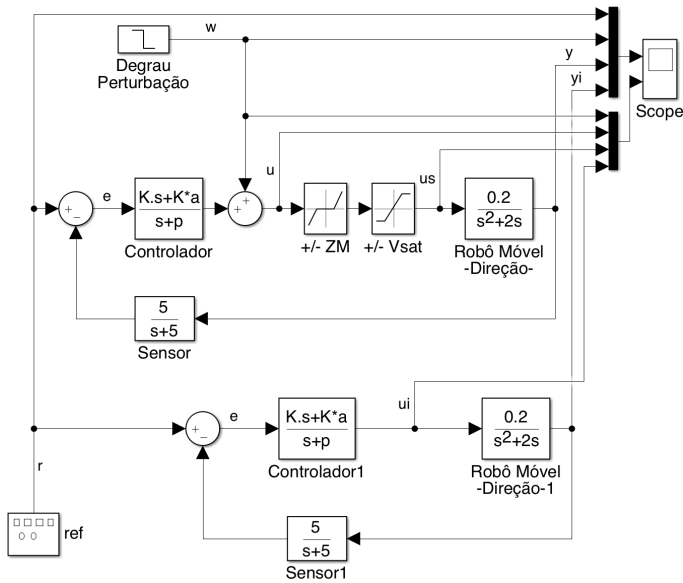 w
y
yi
Degrau
Perturbação
Scope
u
us
e
+
_
K.s+K*a
s+p
+
+
0.2
s2+2s
Controlador
+/- ZM
+/- Vsat
Robô Móvel
-Direção-
5
s+5
Sensor
+
_
e
K.s+K*a
s+p
ui
0.2
s2+2s
Controlador1
Robô Móvel
-Direção-1
r
ref
5
s+5
Sensor1